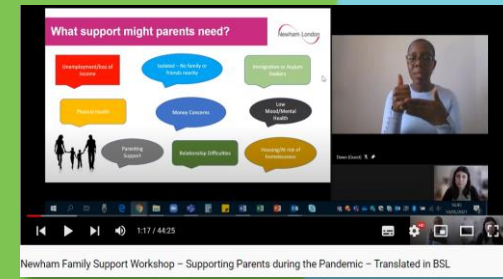 What support might parents need?
Newham London
Unemployment/loss of
income
Isolated – No family or
friends nearby
Immigration or Asylum
Seekers
Physical Health
Money Concerns
Low
Mood/Mental
Health
Parenting
Support
Relationship Difficulties
Housing/At risk of
homelessness
1:17 / 44:25
Newham Family Support Workshop – Supporting Parents during the Pandemic – Translated in BSL